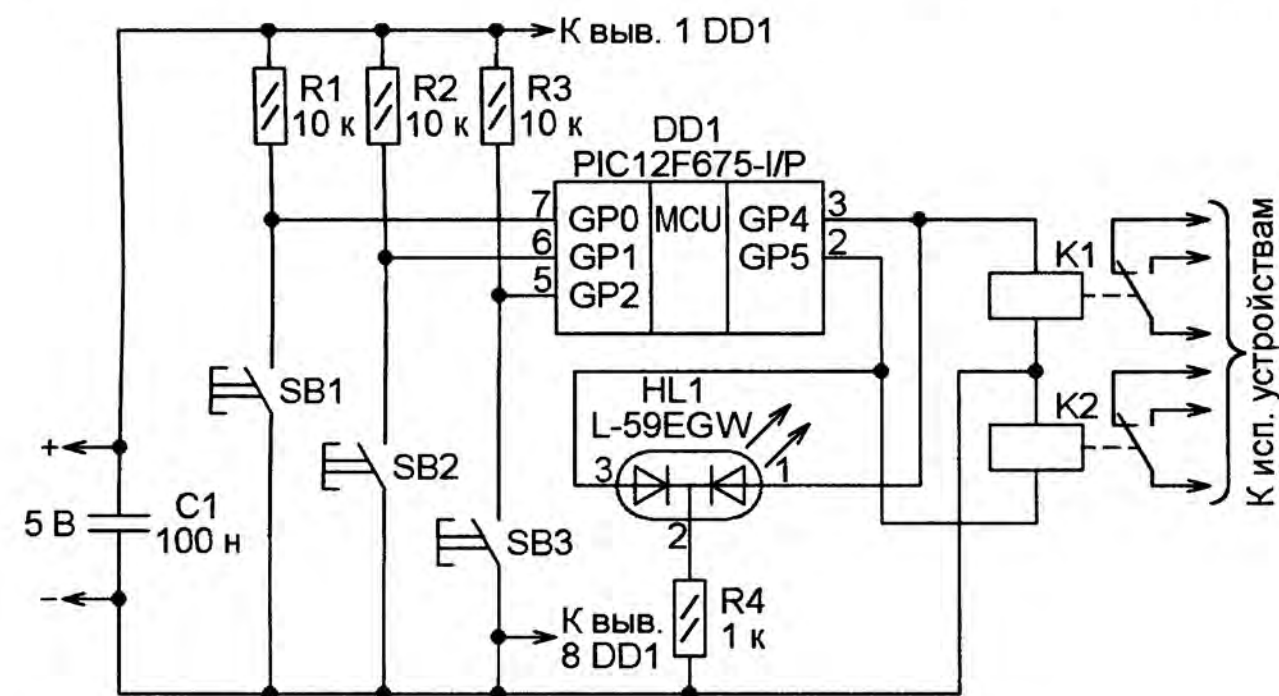 К выв. 1 DD1
R1
10 к
R2
10 к
R3
10 к
DD1
PIC12F675-I/P
7
GP0
MCU
GP4
3
6
GP1
GP5
2
5
GP2
K1
K2
К исп. устройствам
SB1
SB2
SB3
HL1
L-59EGW
3
1
2
+
5 В
C1
100 н
−
К выв.
8 DD1
R4
1 к